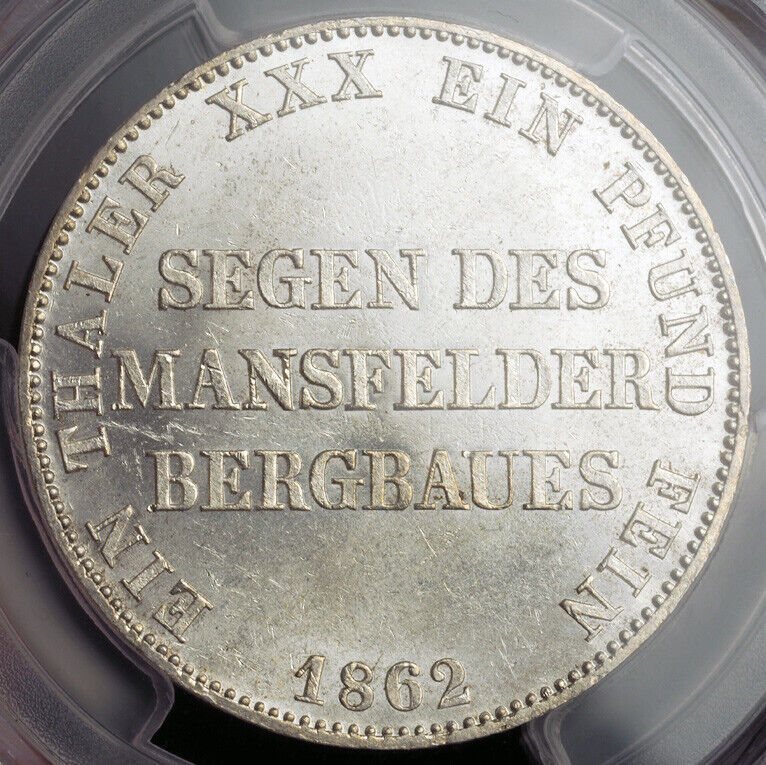 EIN THALER XXX EIN PFUND FEIN
SEGEN DES
MANSFELDER
BERGBAUES
1862